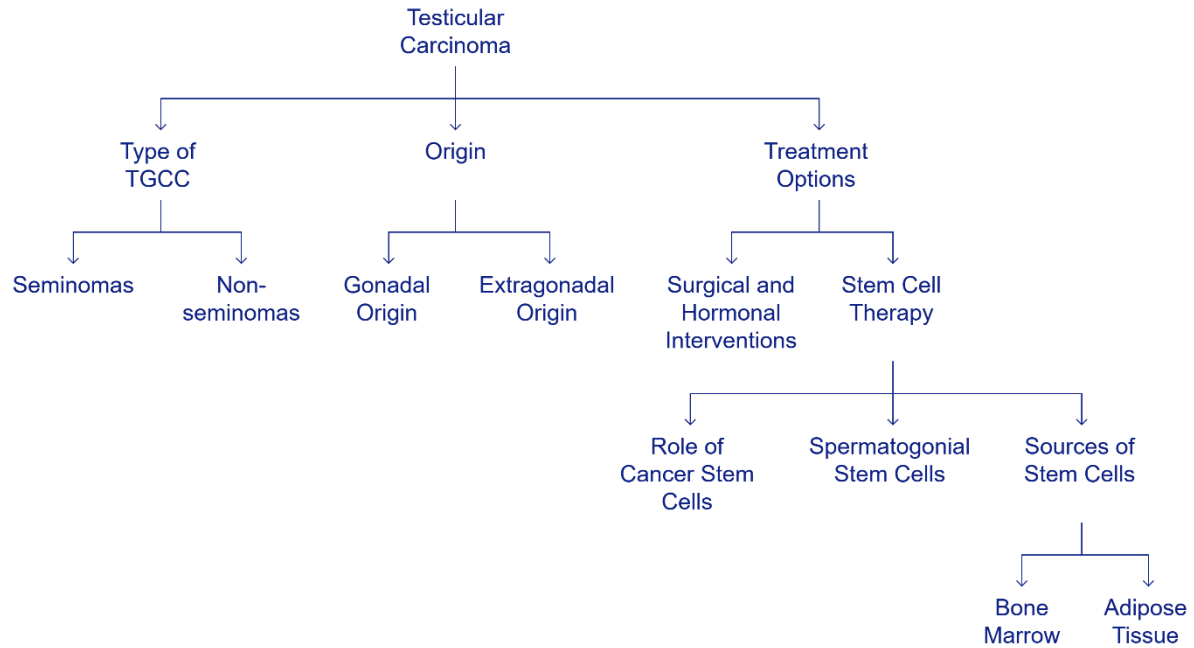 Testicular
Carcinoma
Type of
TGCC
Origin
Treatment
Options
Seminomas
Non-
seminomas
Gonadal
Origin
Extragonadal
Origin
Surgical and
Hormonal
Interventions
Stem Cell
Therapy
Role of
Cancer Stem
Cells
Spermatogonial
Stem Cells
Sources of
Stem Cells
Bone
Marrow
Adipose
Tissue